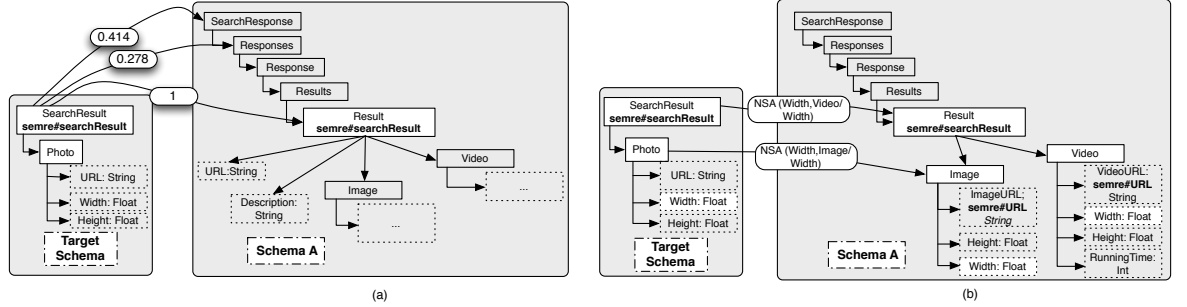 0.414
0.278
1
SearchResult
semre#searchResult
Photo
URL: String
Width: Float
Height: Float
Target
Schema
SearchResponse
Responses
Response
Results
Result
semre#searchResult
URL:String
Description:
String
Image
...
Video
...
Schema A
(a)
SearchResult
semre#searchResult
Photo
URL: String
Width: Float
Height: Float
Target
Schema
NSA (Width,Video/
Width)
NSA (Width,Image/
Width)
SearchResponse
Responses
Response
Results
Result
semre#searchResult
Image
ImageURL;
semre#URL
String
Height: Float
Width: Float
Video
VideoURL:
semre#URL
String
Width: Float
Height: Float
RunningTime:
Int
Schema A
(b)